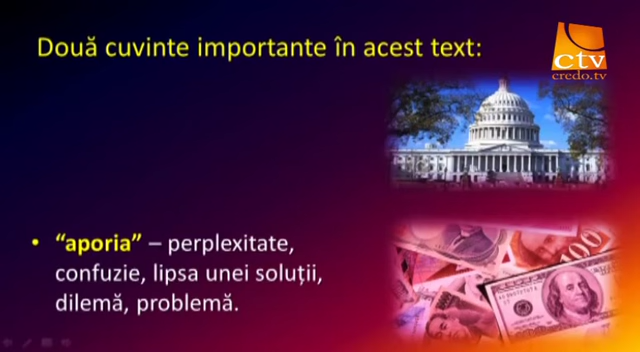 Două cuvinte importante în acest text:
ctv
credo.tv
• “aporia” – perplexitate,
confuzie, lipsa unei soluții,
dilemă, problemă.
100